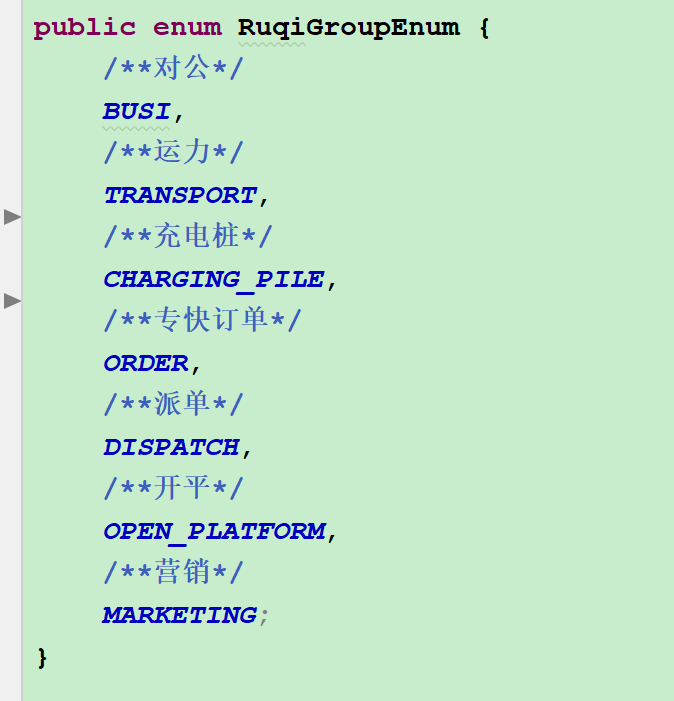 public enum RuqiGroupEnum {
/**对公*/
BUSI,
/**运力*/
TRANSPORT,
/**充电桩*/
CHARGING_PILE,
/**专快订单*/
ORDER,
/**派单*/
DISPATCH,
/**开平*/
OPEN_PLATFORM,
/**营销*/
MARKETING;
}